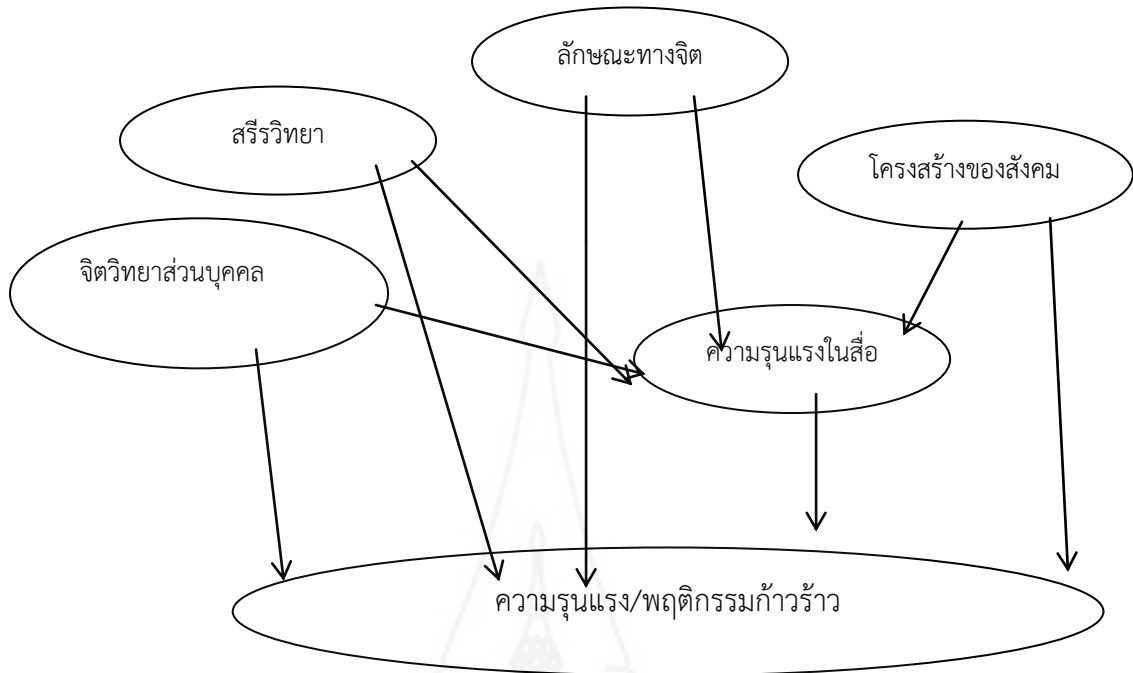 ลักษณะทางจิต
สรีรวิทยา
โครงสร้างของสังคม
จิตวิทยาส่วนบุคคล
ความรุนแรงในสื่อ
ความรุนแรง/พฤติกรรมก้าวร้าว